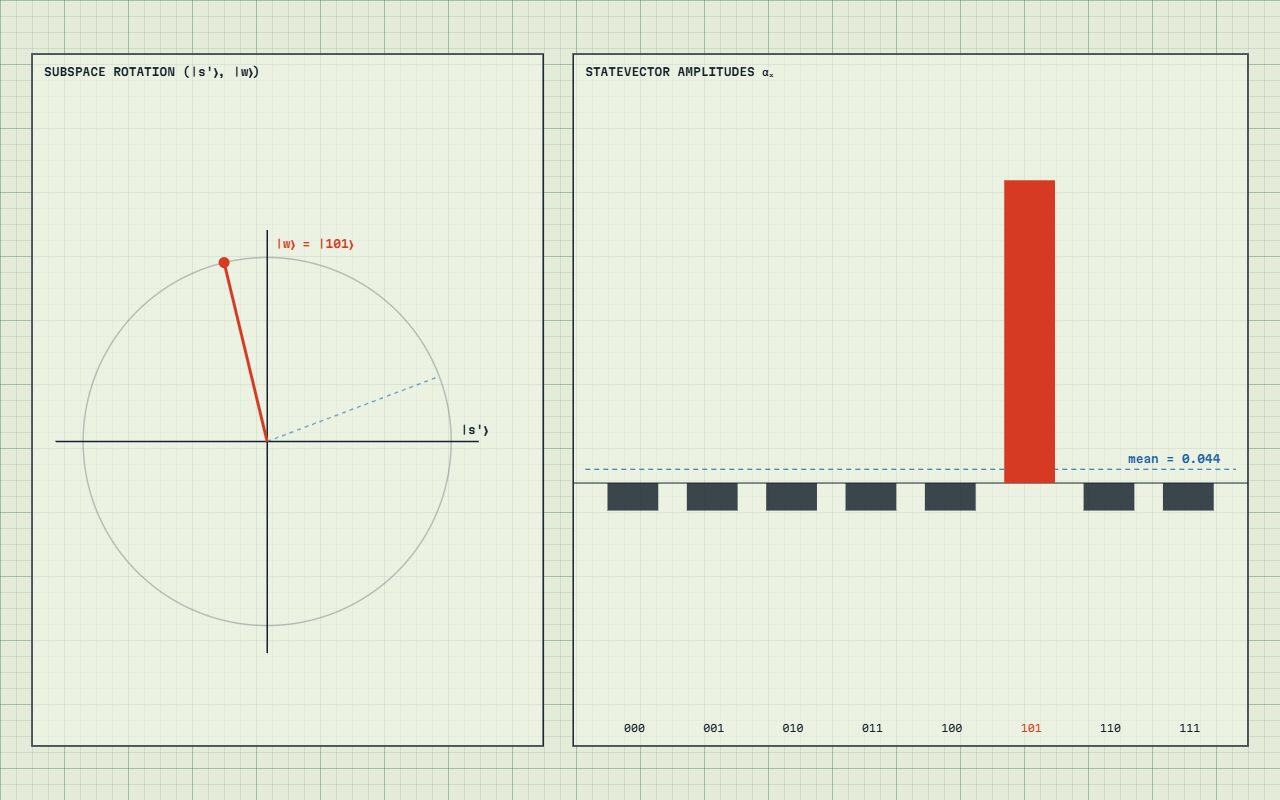 SUBSPACE ROTATION (|s'⟩, |w⟩)
|w⟩ = |101⟩
|s'⟩
STATEVECTOR AMPLITUDES αₓ
mean = 0.044
000 001 010 011 100 101 110 111